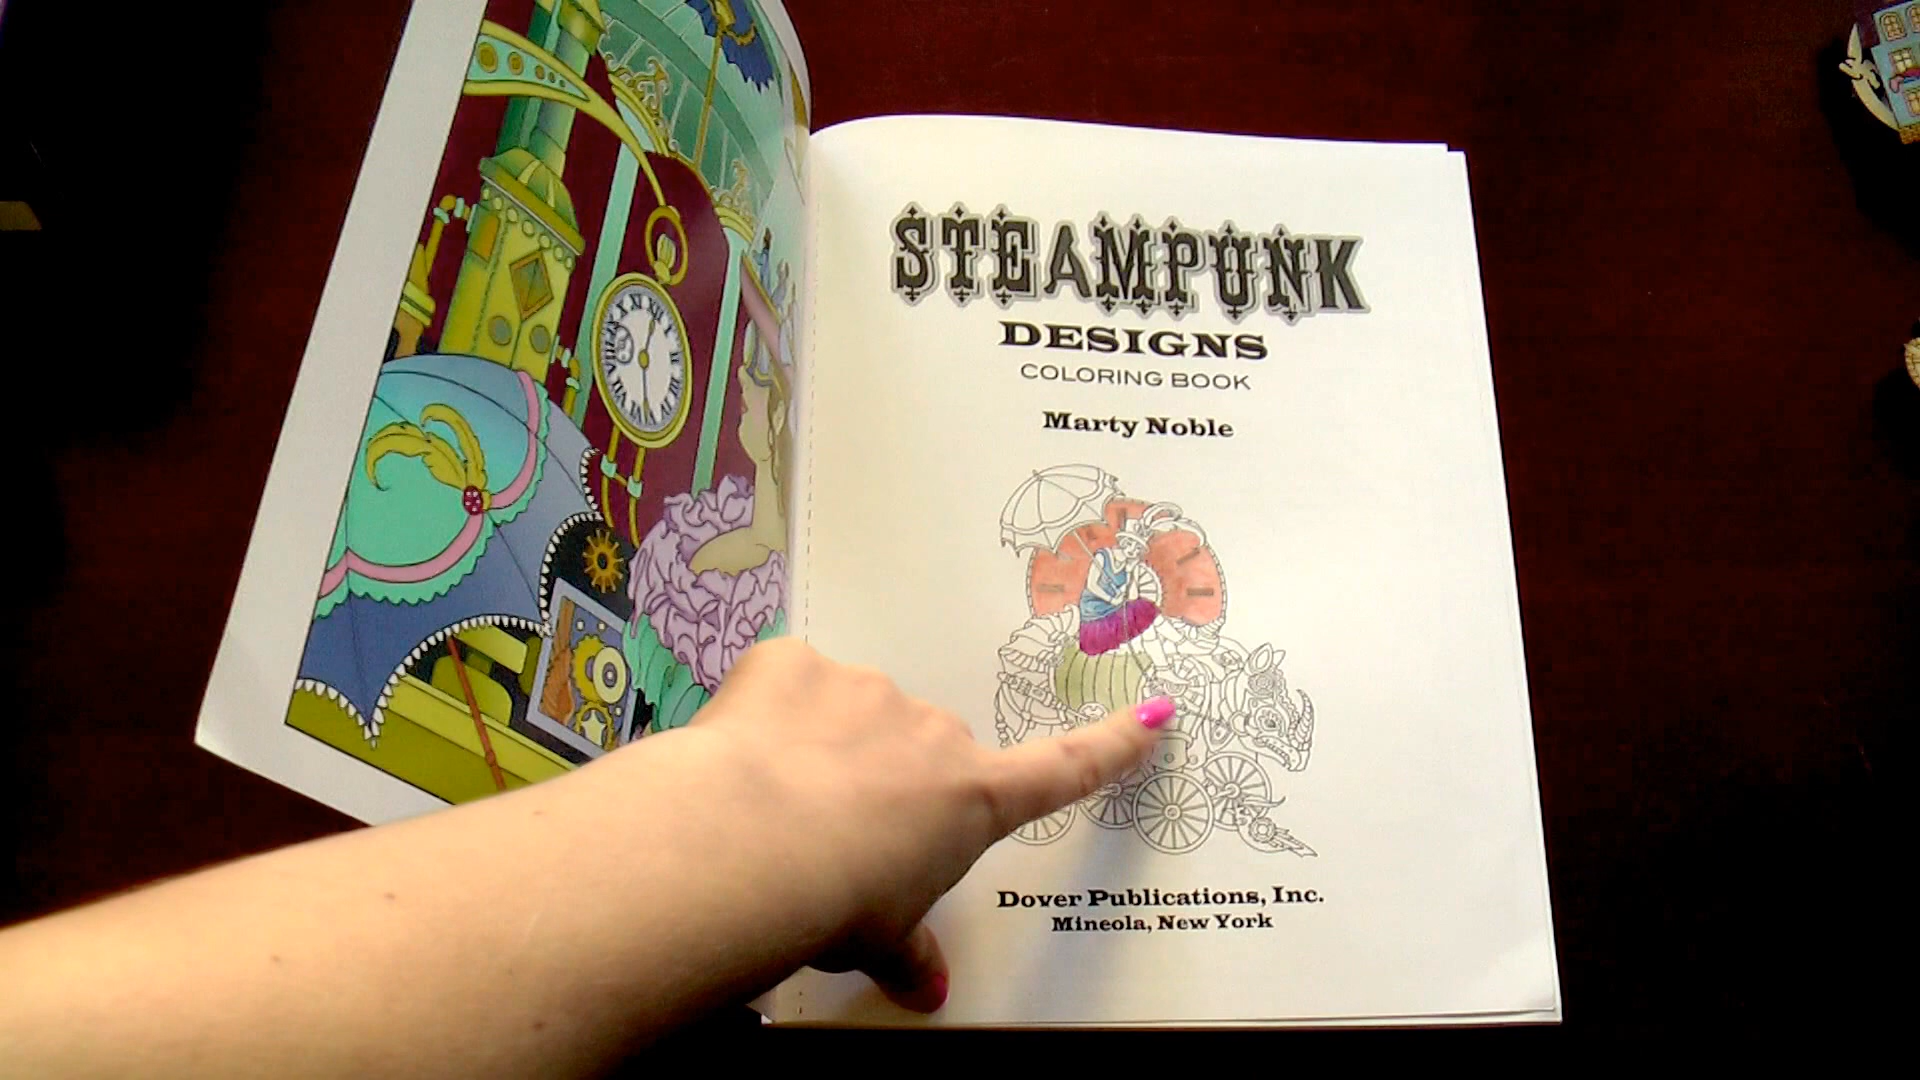 STEAMPUNK
DESIGNS
COLORING BOOK
Marty Noble
Dover Publications, Inc.
Mineola, New York